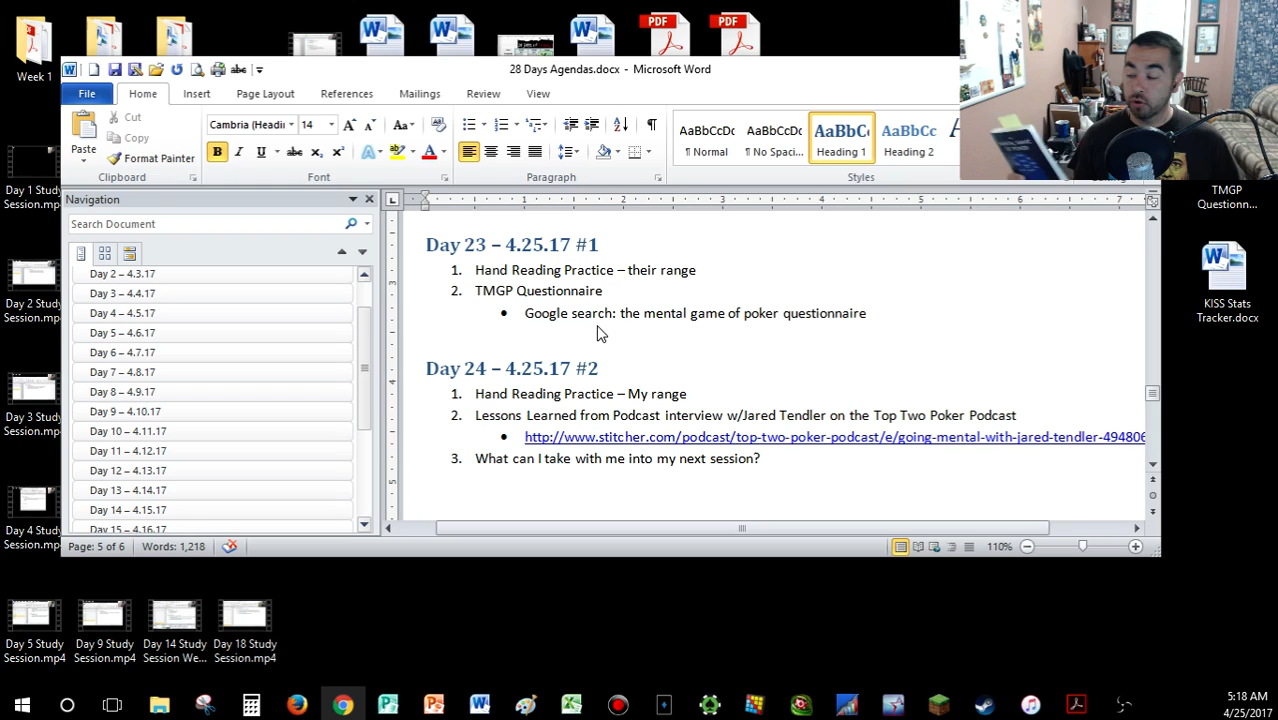 Week 1
PDF
PDF
28 Days Agendas.docx - Microsoft Word
File
Home
Insert
Page Layout
References
Mailings
Review
View
Paste
Cut
Copy
Format Painter
Clipboard
Cambria (Headi
14
Font
Paragraph
AaBbCcDc
¶ Normal
AaBbCcDc
¶ No Spaci...
AaBbC
Heading 1
AaBbCc
Heading 2
Styles
Navigation
Search Document
Day 2 – 4.3.17
Day 3 – 4.4.17
Day 4 – 4.5.17
Day 5 – 4.6.17
Day 6 – 4.7.17
Day 7 – 4.8.17
Day 8 – 4.9.17
Day 9 – 4.10.17
Day 10 – 4.11.17
Day 11 – 4.12.17
Day 12 – 4.13.17
Day 13 – 4.14.17
Day 14 – 4.15.17
Day 15 – 4.16.17
Day 23 – 4.25.17 #1
1. Hand Reading Practice – their range
2. TMGP Questionnaire
• Google search: the mental game of poker questionnaire
Day 24 – 4.25.17 #2
1. Hand Reading Practice – My range
2. Lessons Learned from Podcast interview w/Jared Tendler on the Top Two Poker Podcast
• http://www.stitcher.com/podcast/top-two-poker-podcast/e/going-mental-with-jared-tendler-494806
3. What can I take with me into my next session?
Page: 5 of 6
Words: 1,218
110%
Day 1 Study
Session....
Day 2 Study
Session....
Day 3 Study
Session....
Day 4 Study
Session....
TMGP
Questionn...
KISS Stats
Tracker.docx
Day 5 Study
Session.mp4
Day 9 Study
Session.mp4
Day 14 Study
Session We...
Day 18 Study
Session.mp4
5:18 AM
4/25/2017